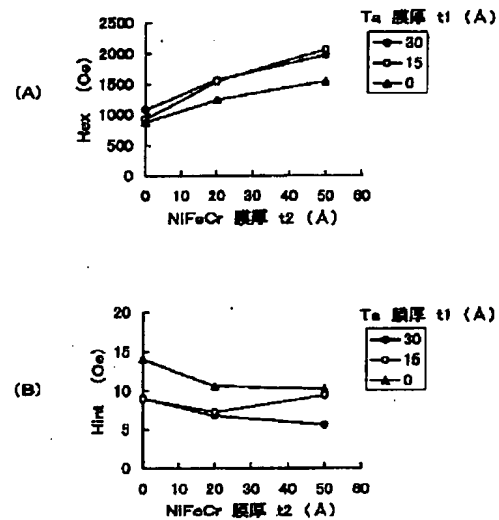 Ta 膜厚 t1 (Å)
30
15
0
(A)
Hex (Oe)
2500
2000
1500
1000
500
0
0 10 20 30 40 50 60
NiFeCr 膜厚 t2 (Å)
Ta 膜厚 t1 (Å)
30
15
0
(B)
Hint (Oe)
20
15
10
5
0
0 10 20 30 40 50 60
NiFeCr 膜厚 t2 (Å)